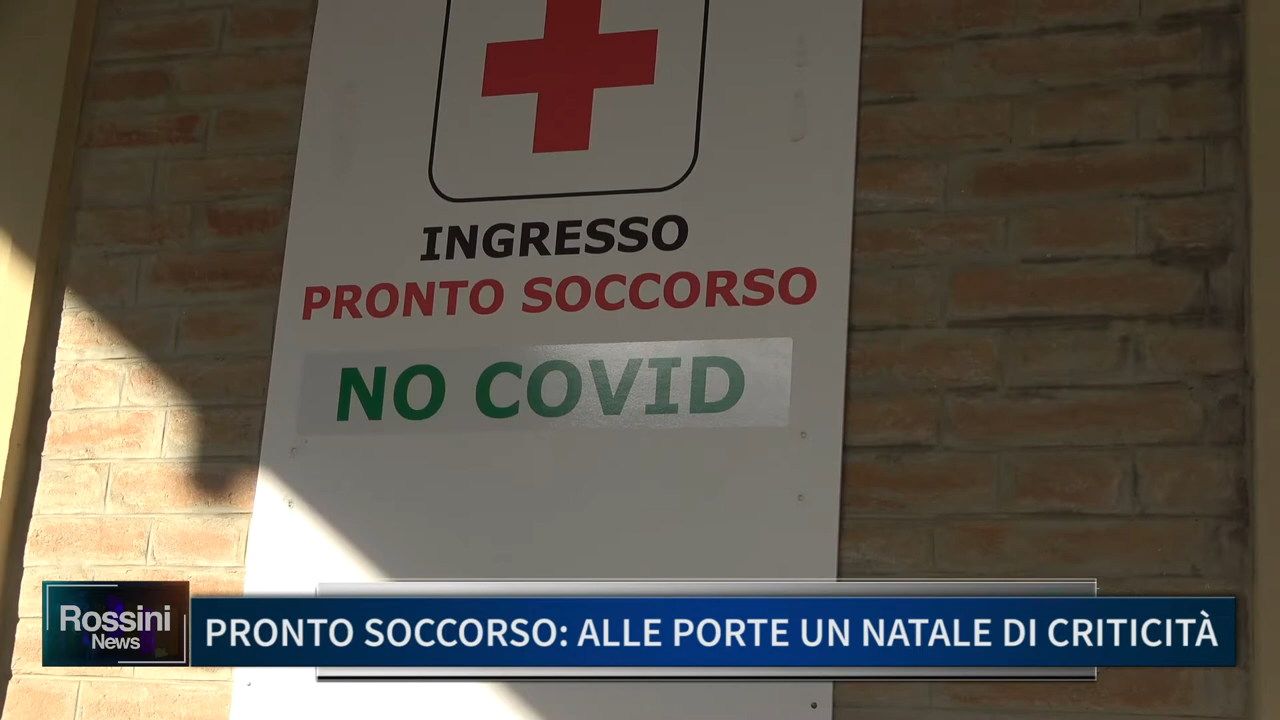 INGRESSO
PRONTO SOCCORSO
NO COVID
Rossini
News
PRONTO SOCCORSO: ALLE PORTE UN NATALE DI CRITICITÀ